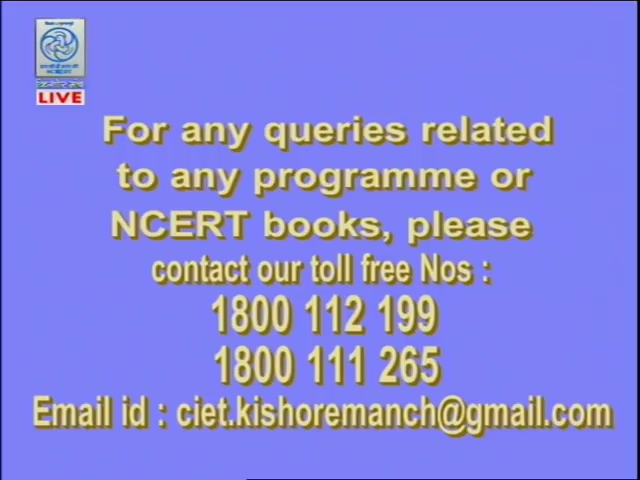 NCERT
LIVE
For any queries related
to any programme or
NCERT books, please
contact our toll free Nos :
1800 112 199
1800 111 265
Email id : ciet.kishoremanch@gmail.com